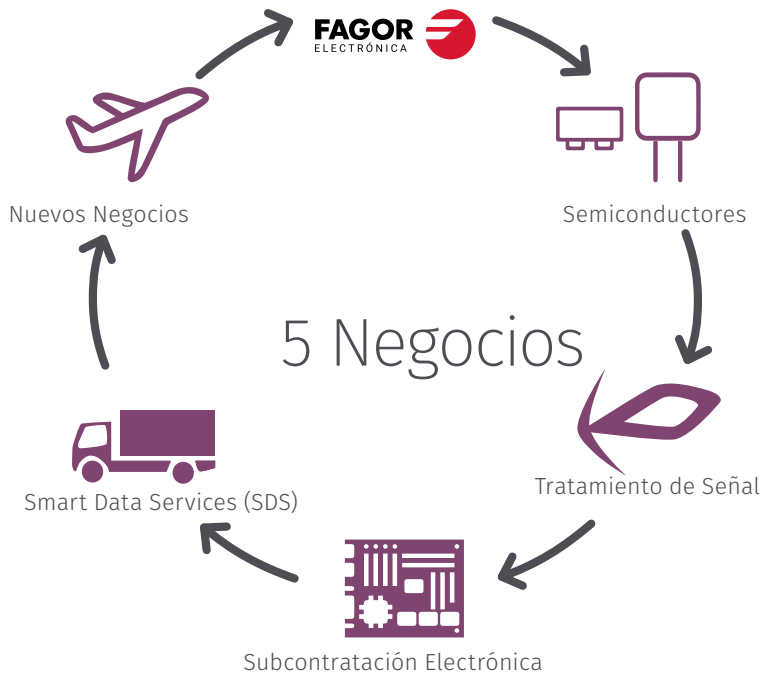 FAGOR
ELECTRÓNICA
Nuevos Negocios
Semiconductores
5 Negocios
Smart Data Services (SDS)
Tratamiento de Señal
Subcontratación Electrónica